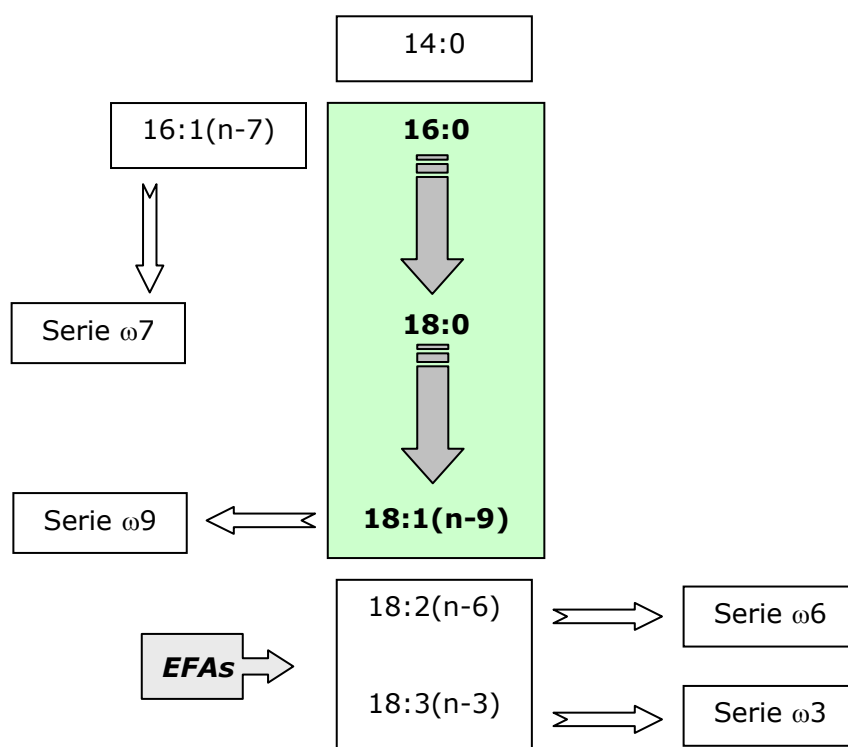 14:0
16:1(n-7)
16:0
Serie ω7
18:0
Serie ω9
18:1(n-9)
18:2(n-6)
Serie ω6
EFAs
18:3(n-3)
Serie ω3